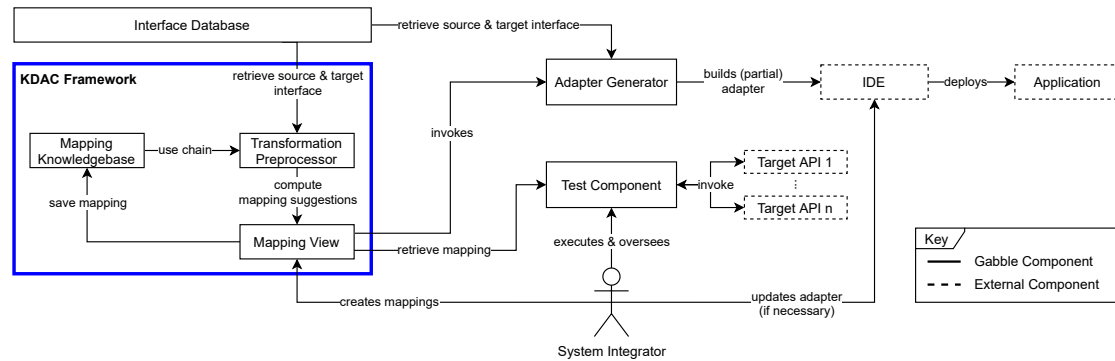 Interface Database
retrieve source & target interface
KDAC Framework
retrieve source & target
interface
Adapter Generator
builds (partial)
adapter
IDE
deploys
Application
Mapping
Knowledgebase
use chain
Transformation
Preprocessor
invokes
Test Component
invoke
Target API 1
Target API n
compute
mapping suggestions
save mapping
Mapping View
retrieve mapping
executes & oversees
Key
Gabble Component
External Component
creates mappings
updates adapter
(if necessary)
System Integrator